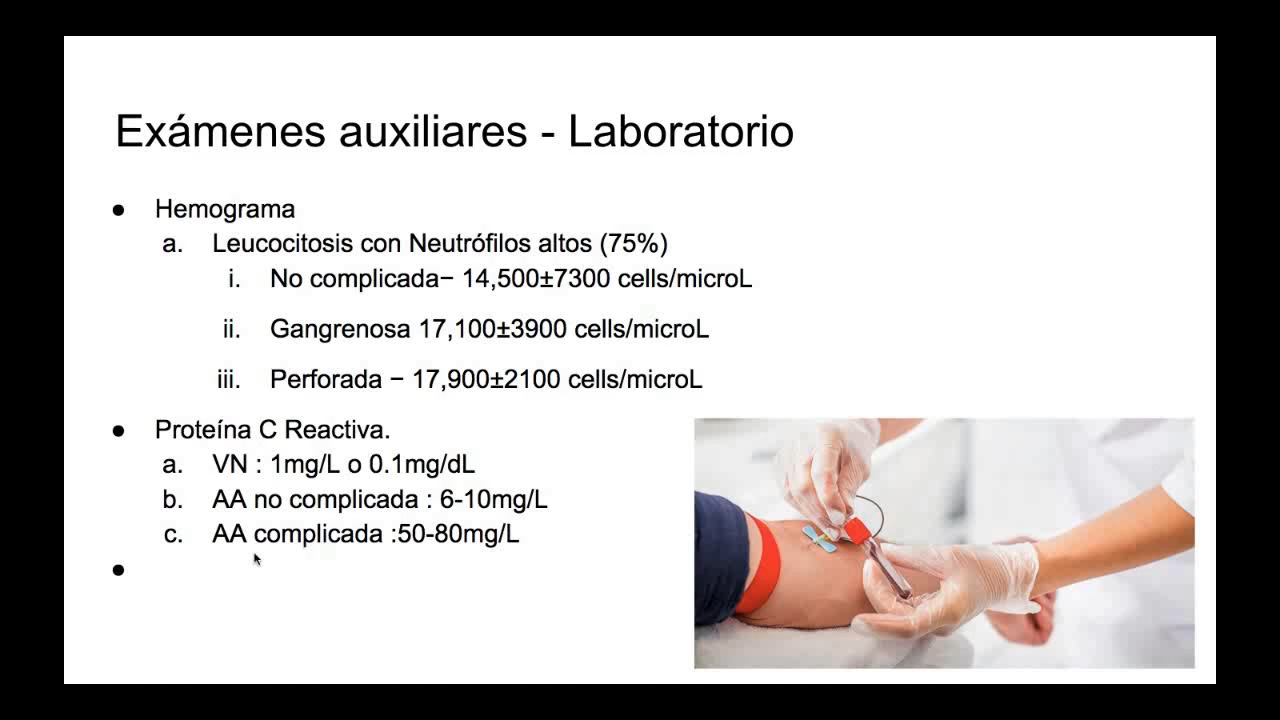 Exámenes auxiliares - Laboratorio
● Hemograma
a. Leucocitosis con Neutrófilos altos (75%)
i. No complicada− 14,500±7300 cells/microL
ii. Gangrenosa 17,100±3900 cells/microL
iii. Perforada − 17,900±2100 cells/microL
● Proteína C Reactiva.
a. VN : 1mg/L o 0.1mg/dL
b. AA no complicada : 6-10mg/L
c. AA complicada :50-80mg/L
●